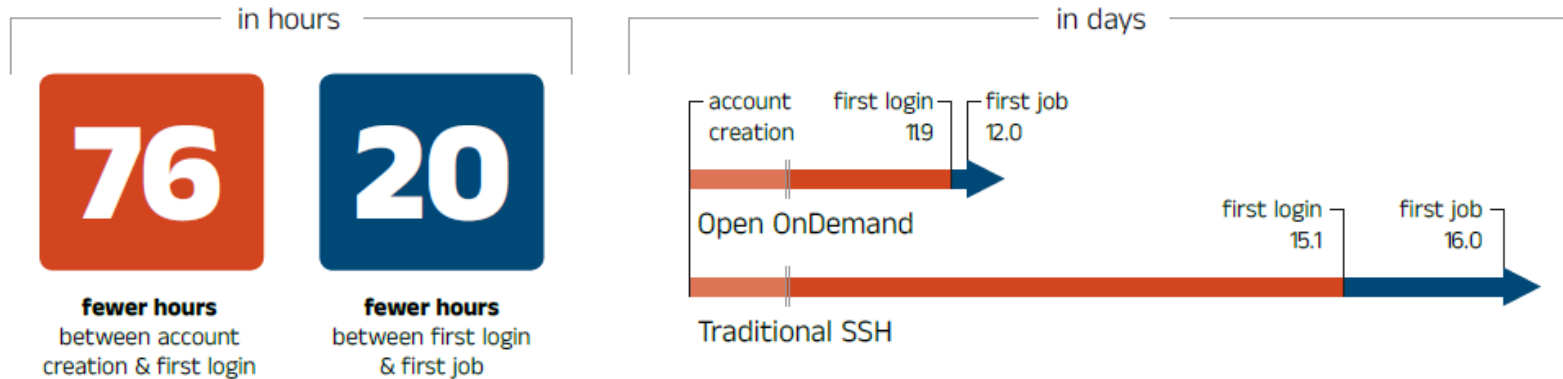 in hours
76
fewer hours
between account
creation & first login
20
fewer hours
between first login
& first job
in days
account
creation
first login
11.9
first job
12.0
Open OnDemand
first login
15.1
first job
16.0
Traditional SSH